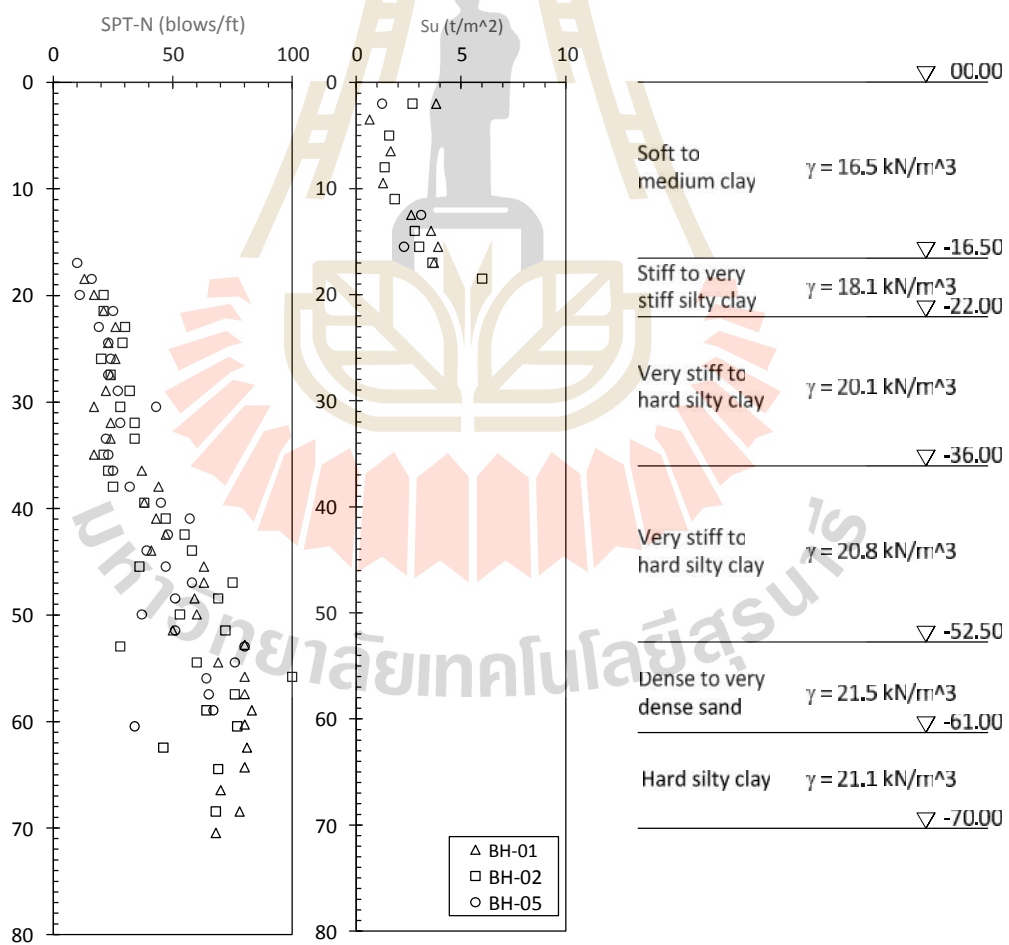 SPT-N (blows/ft)
0 50 100
0
10
20
30
40
50
60
70
80
Su (t/m^2)
0 5 10
0
10
20
30
40
50
60
70
80
△ BH-01
□ BH-02
○ BH-05
00.00
Soft to
medium clay
γ = 16.5 kN/m^3
-16.50
Stiff to very
stiff silty clay
γ = 18.1 kN/m^3
-22.00
Very stiff to
hard silty clay
γ = 20.1 kN/m^3
-36.00
Very stiff to
hard silty clay
γ = 20.8 kN/m^3
-52.50
Dense to very
dense sand
γ = 21.5 kN/m^3
-61.00
Hard silty clay
γ = 21.1 kN/m^3
-70.00
มหาวิทยาลัยเทคโนโลยีสุรนารี